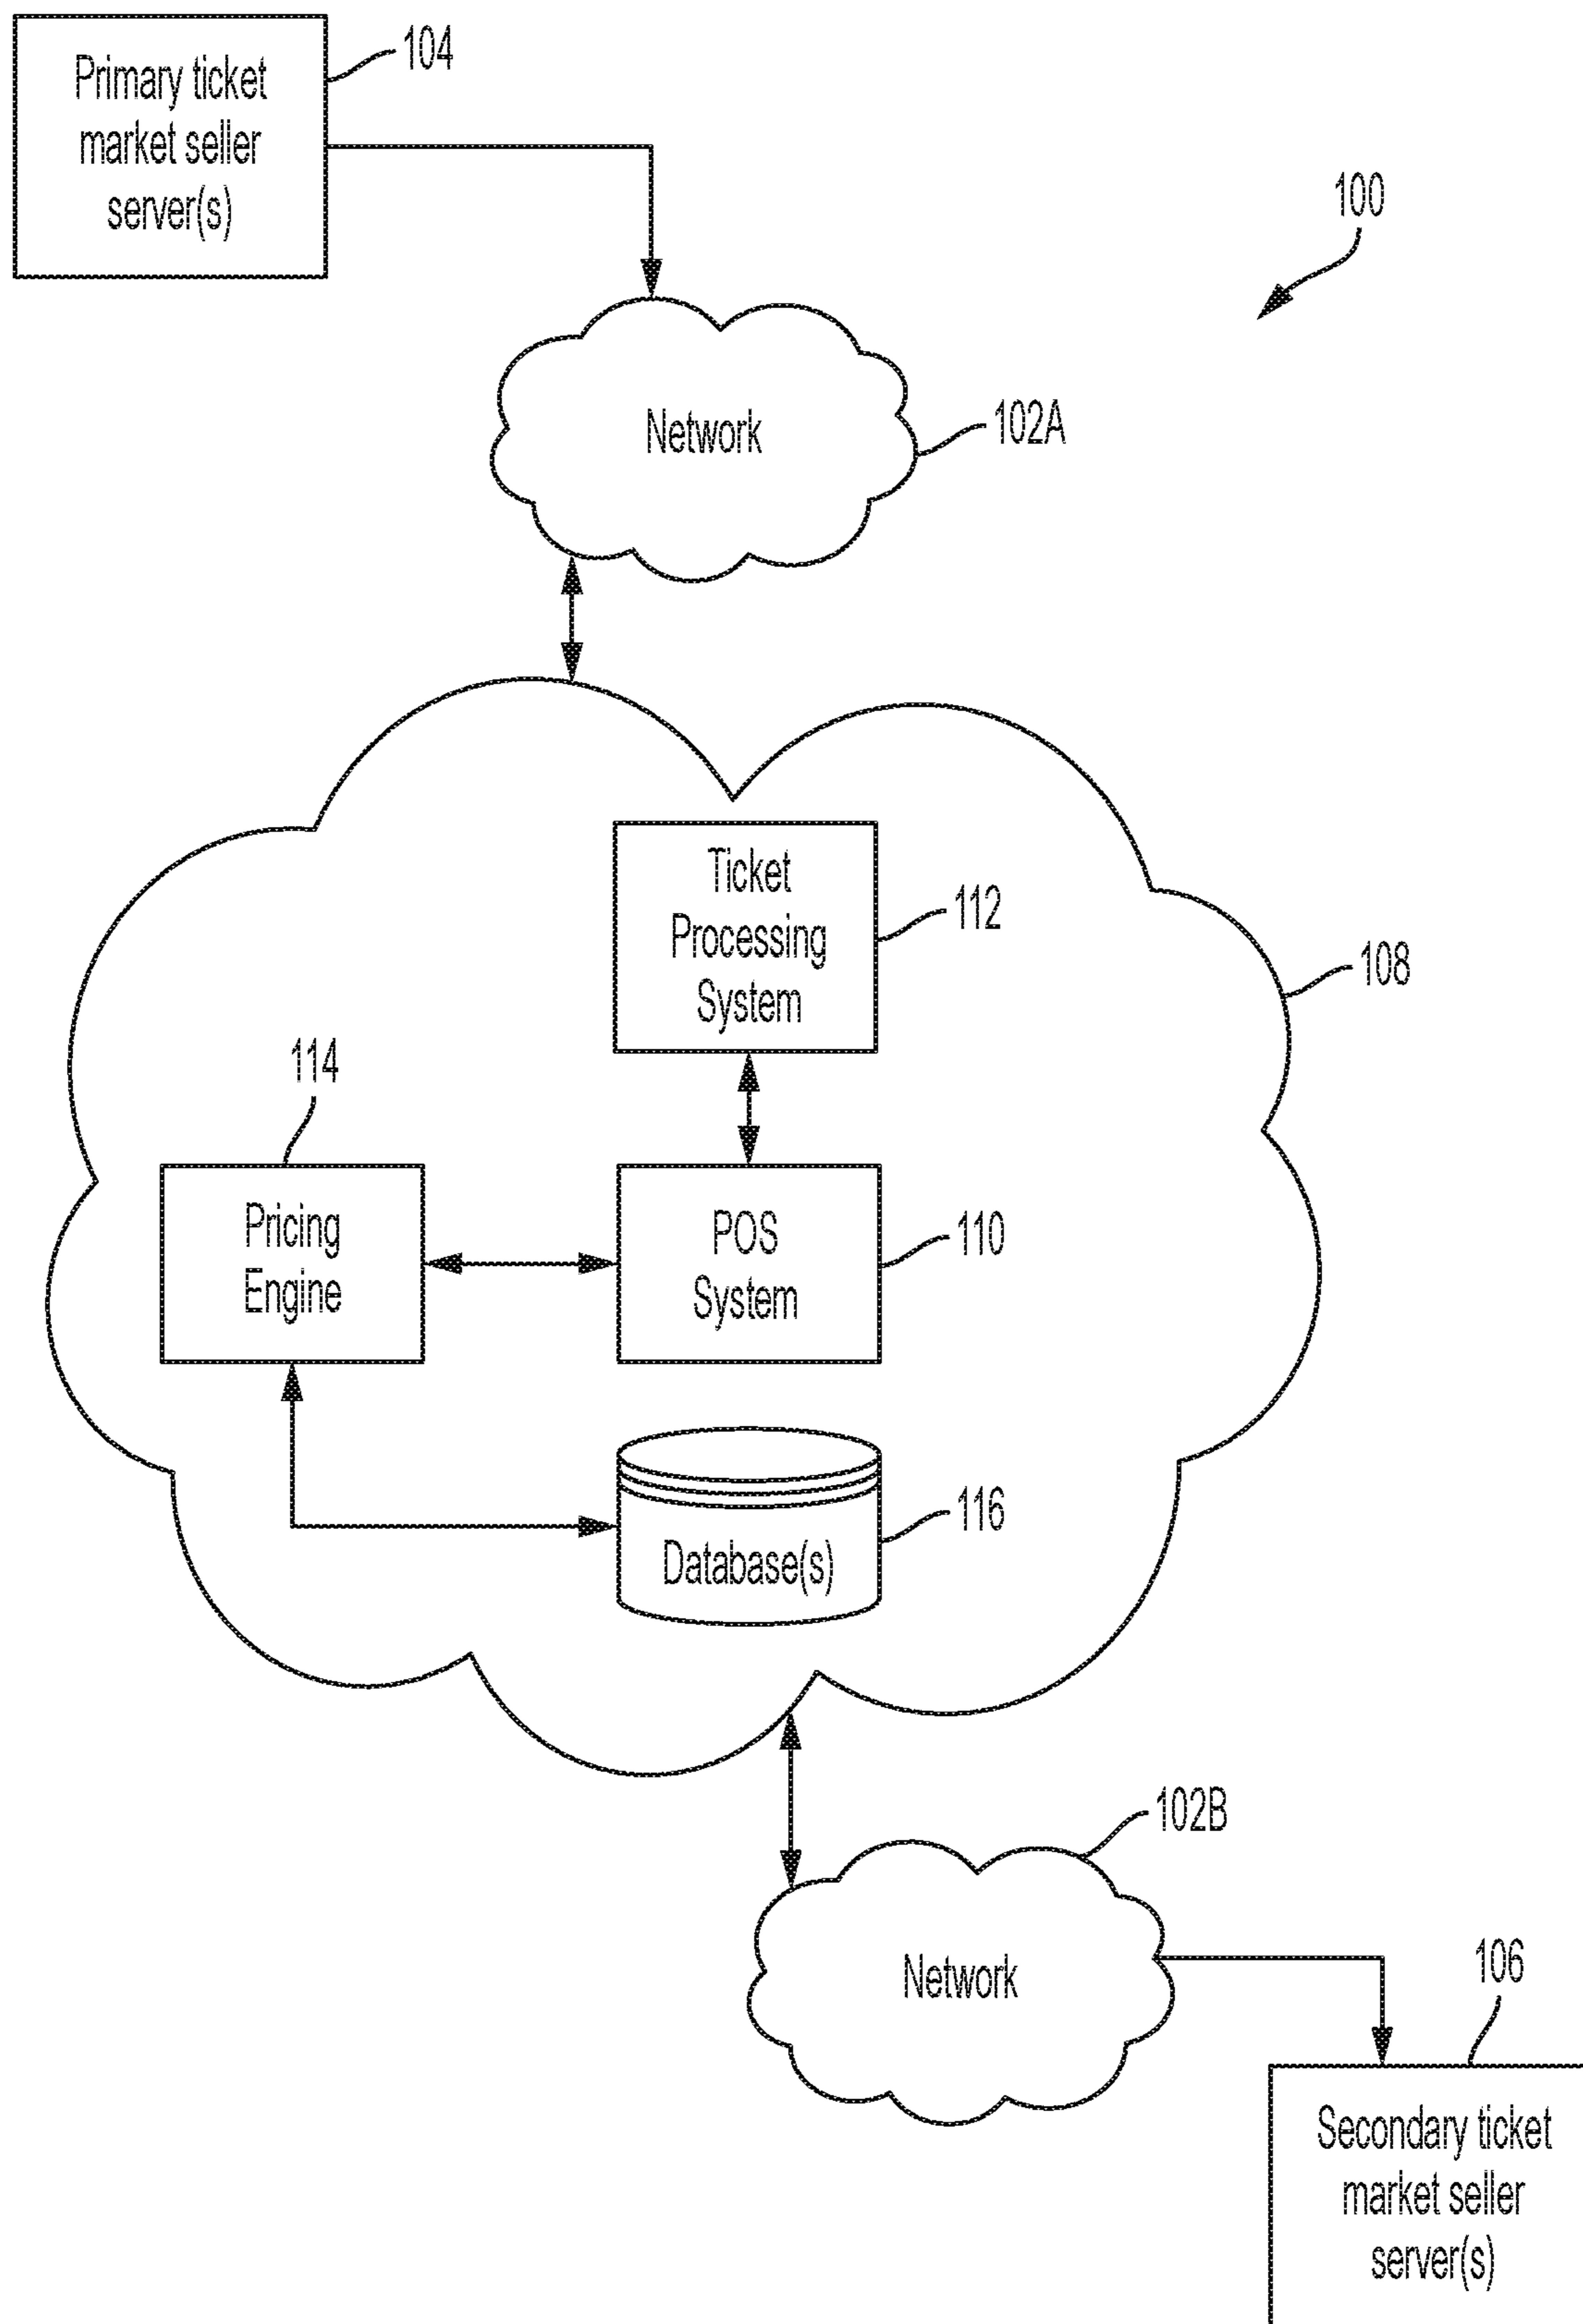 Primary ticket
market seller
server(s)
104
100
Network
102A
Ticket
Processing
System
112
108
114
Pricing
Engine
POS
System
110
Database(s)
116
102B
Network
106
Secondary ticket
market seller
server(s)